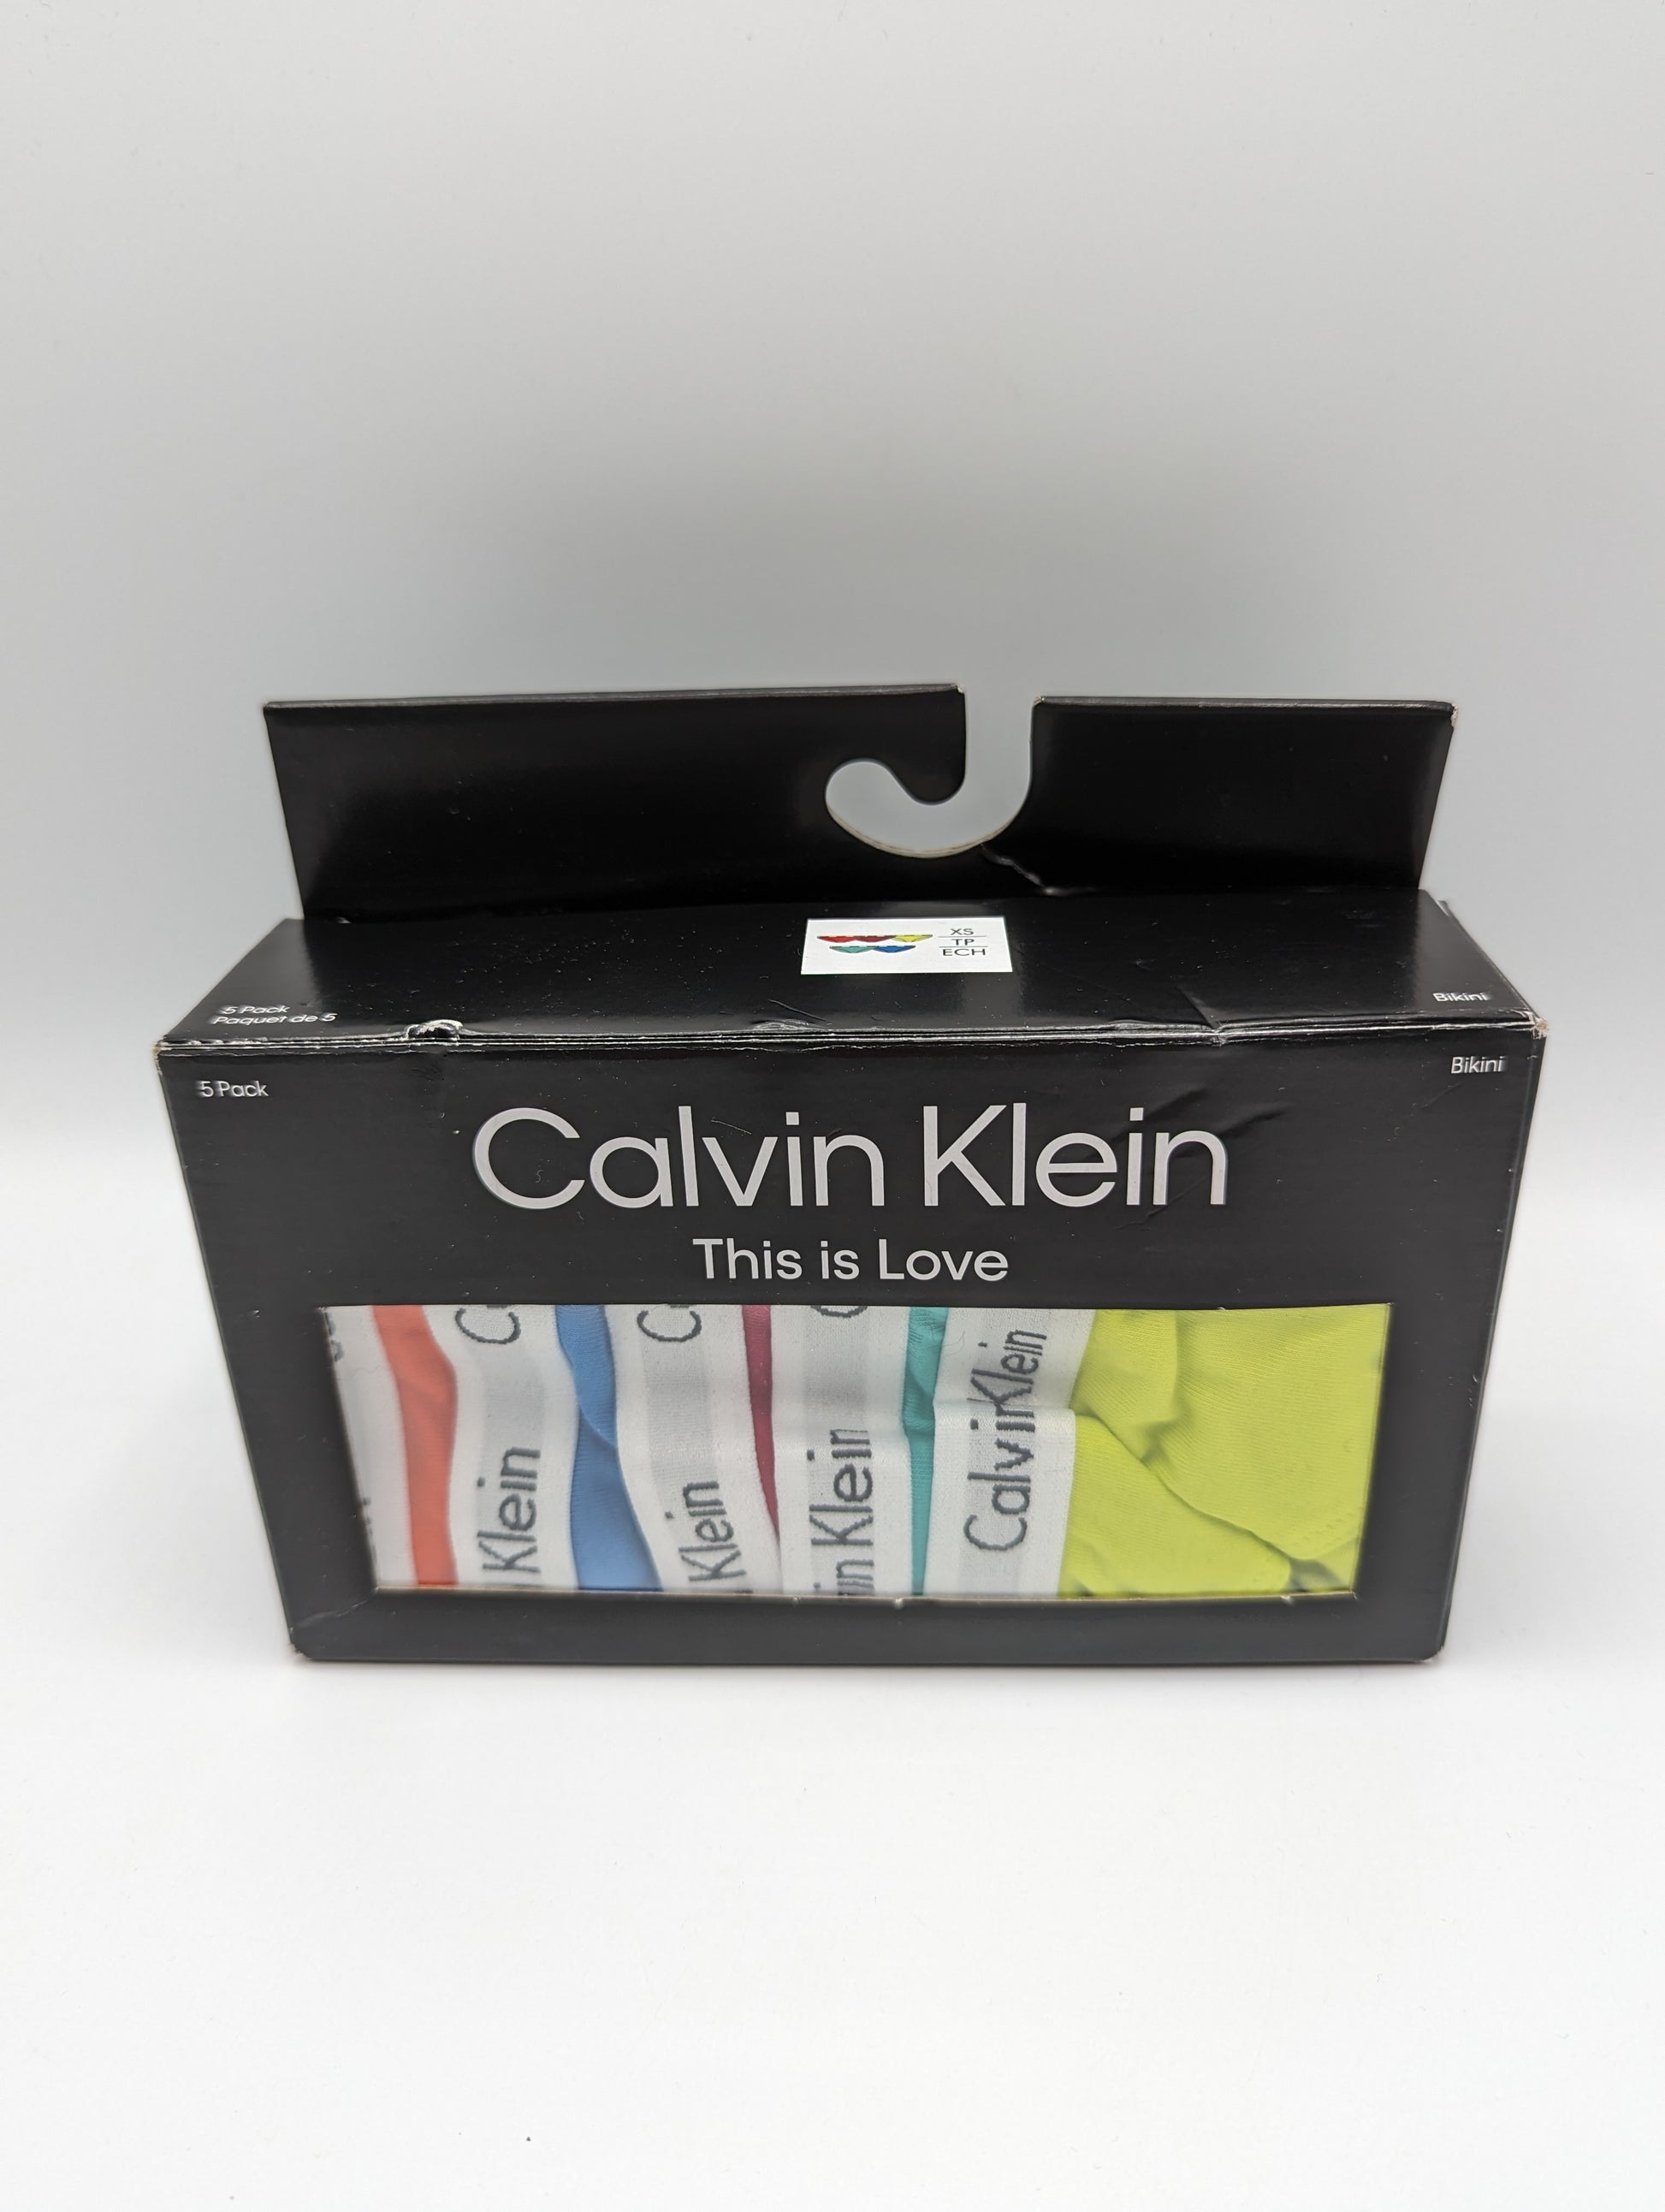 XS
TP
ECH
5 Pack
Paquet de 5
Bikini
5 Pack
Bikini
Calvin Klein
This is Love
Klein
Klein
Klein
Calvin Klein